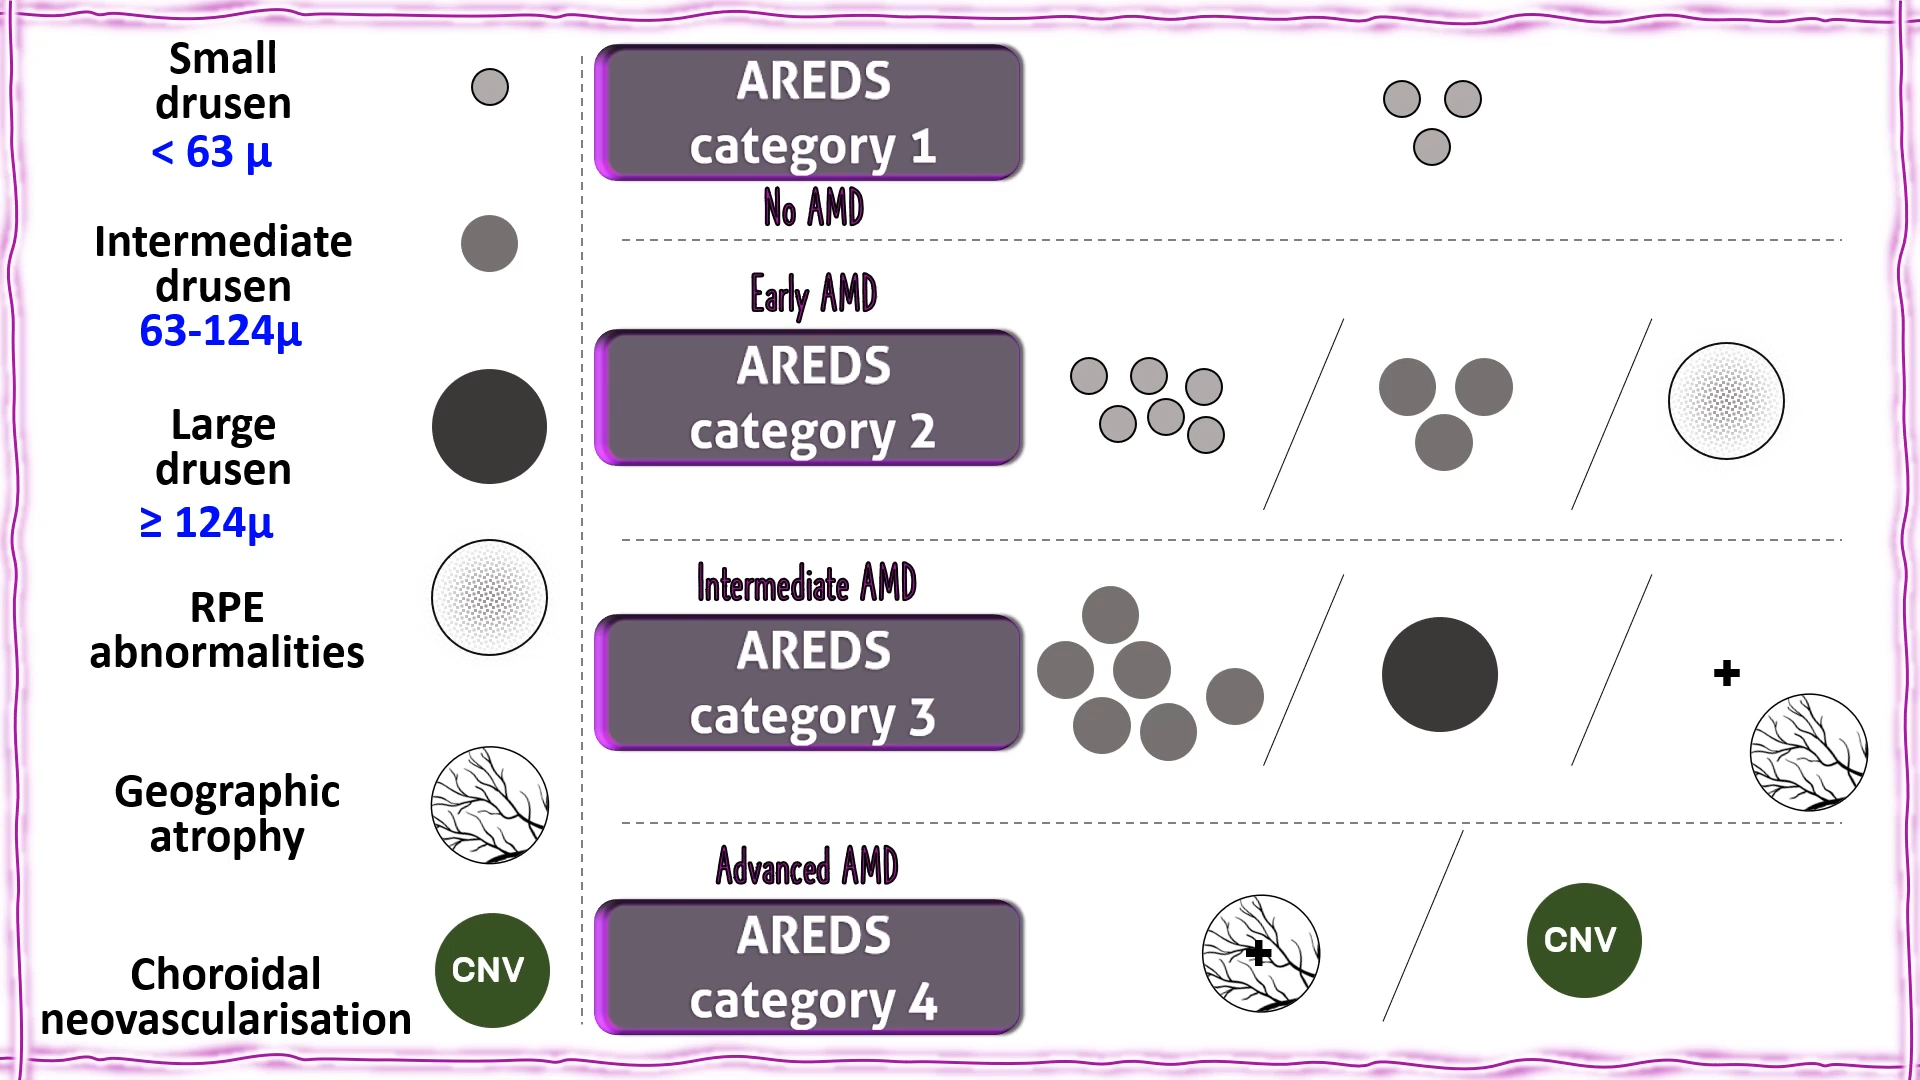 Small
drusen
< 63 µ
Intermediate
drusen
63-124µ
Large
drusen
≥ 124µ
RPE
abnormalities
Geographic
atrophy
Choroidal
neovascularisation
CNV
AREDS
category 1
No AMD
Early AMD
AREDS
category 2
Intermediate AMD
AREDS
category 3
+
Advanced AMD
AREDS
category 4
+
CNV